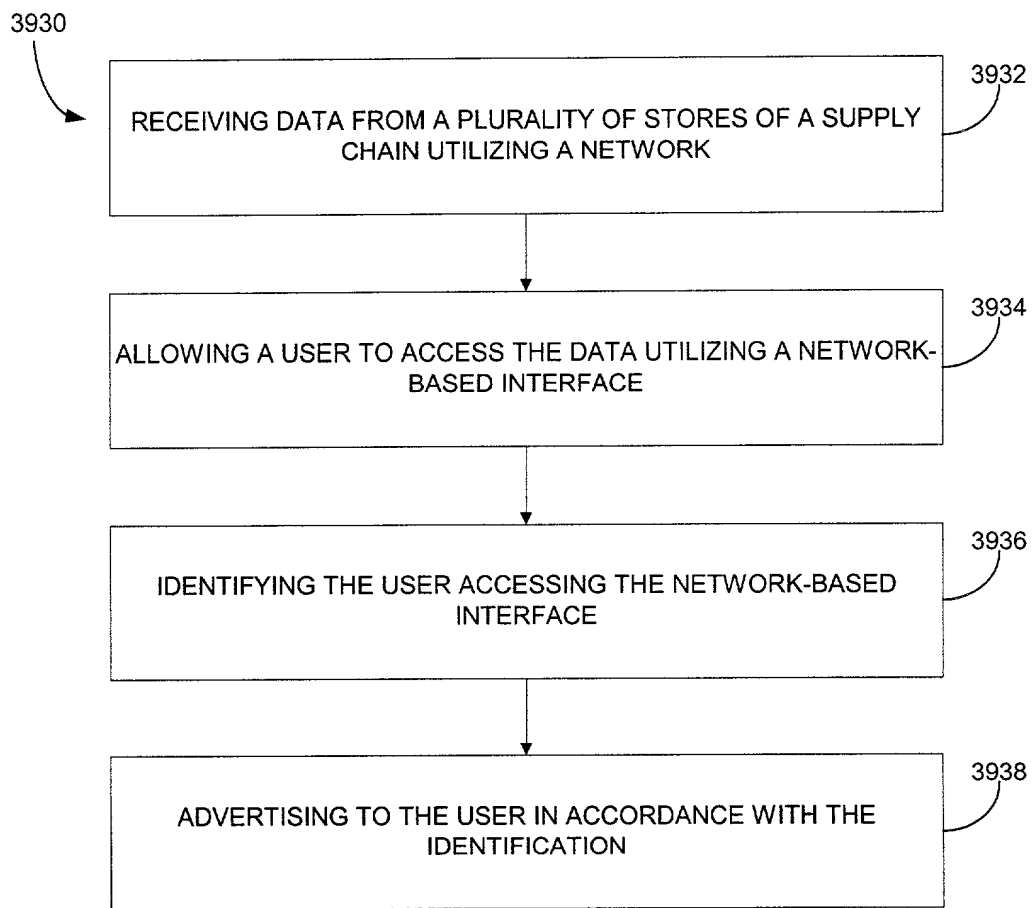 3930
3932
RECEIVING DATA FROM A PLURALITY OF STORES OF A SUPPLY
CHAIN UTILIZING A NETWORK
3934
ALLOWING A USER TO ACCESS THE DATA UTILIZING A NETWORK-
BASED INTERFACE
3936
IDENTIFYING THE USER ACCESSING THE NETWORK-BASED
INTERFACE
3938
ADVERTISING TO THE USER IN ACCORDANCE WITH THE
IDENTIFICATION